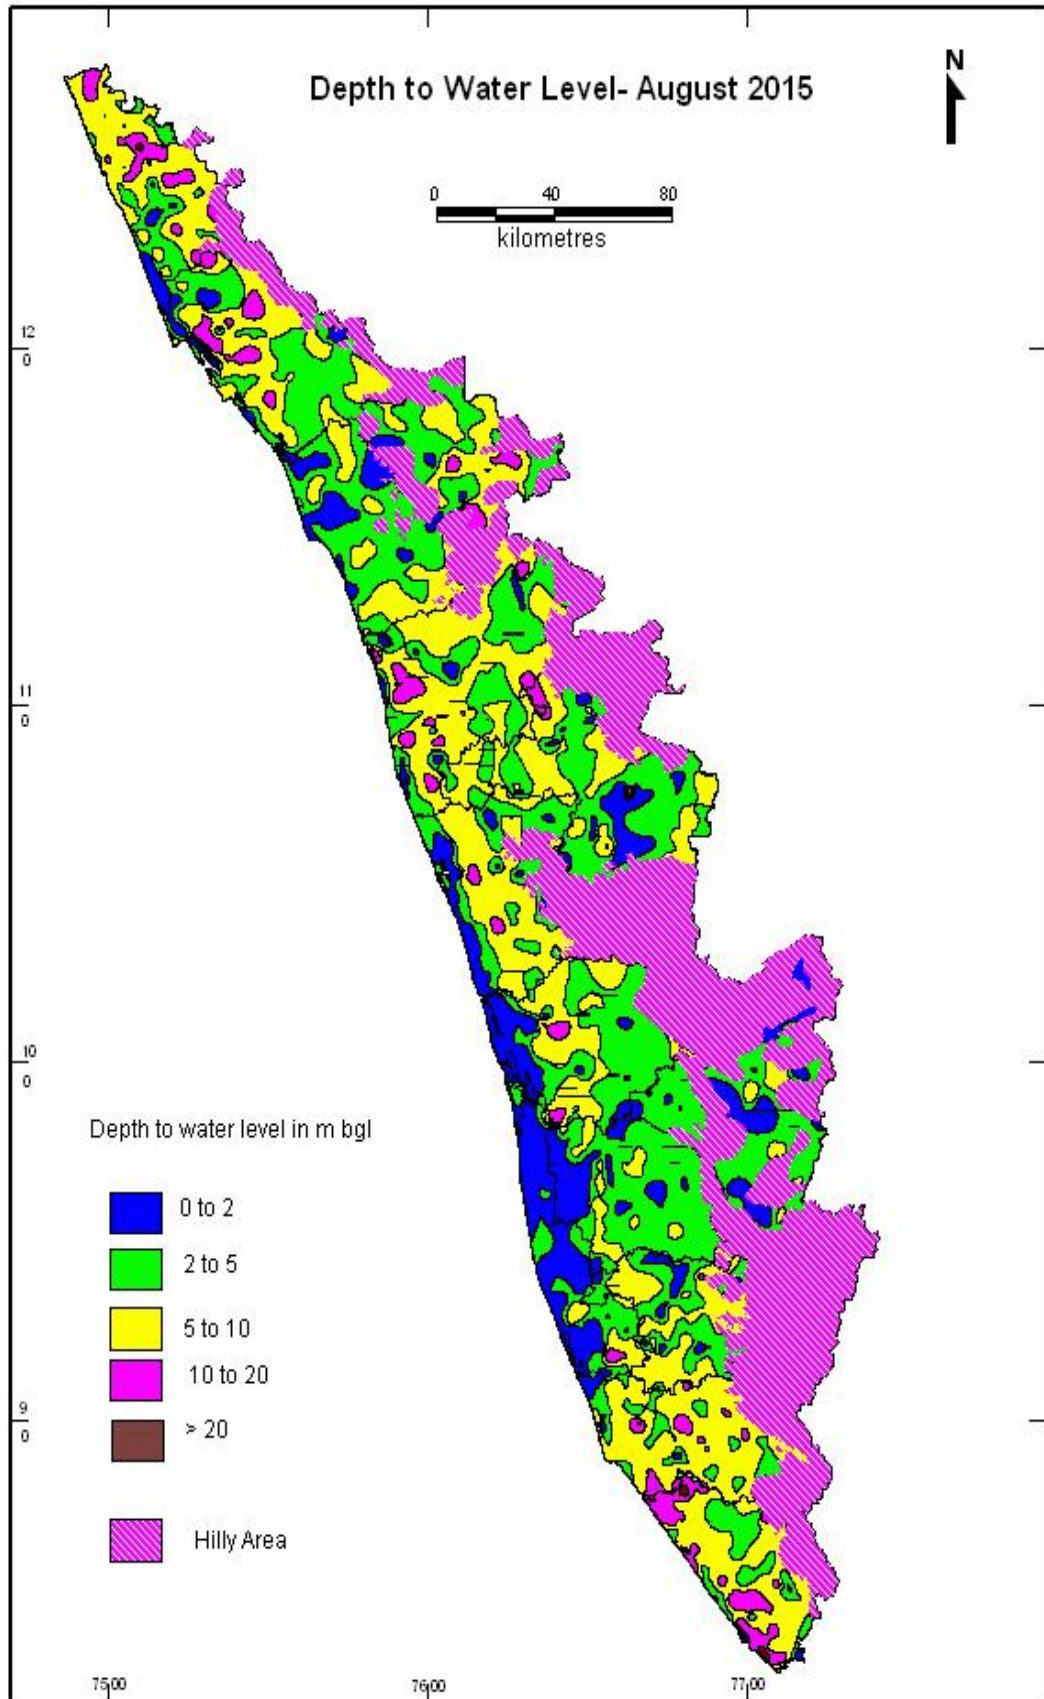 N
Depth to Water Level- August 2015
0 40 80
kilometres
12
0
11
0
10
0
Depth to water level in m bgl
0 to 2
2 to 5
5 to 10
10 to 20
9
0
> 20
Hilly Area
75 00 76 00 77 00